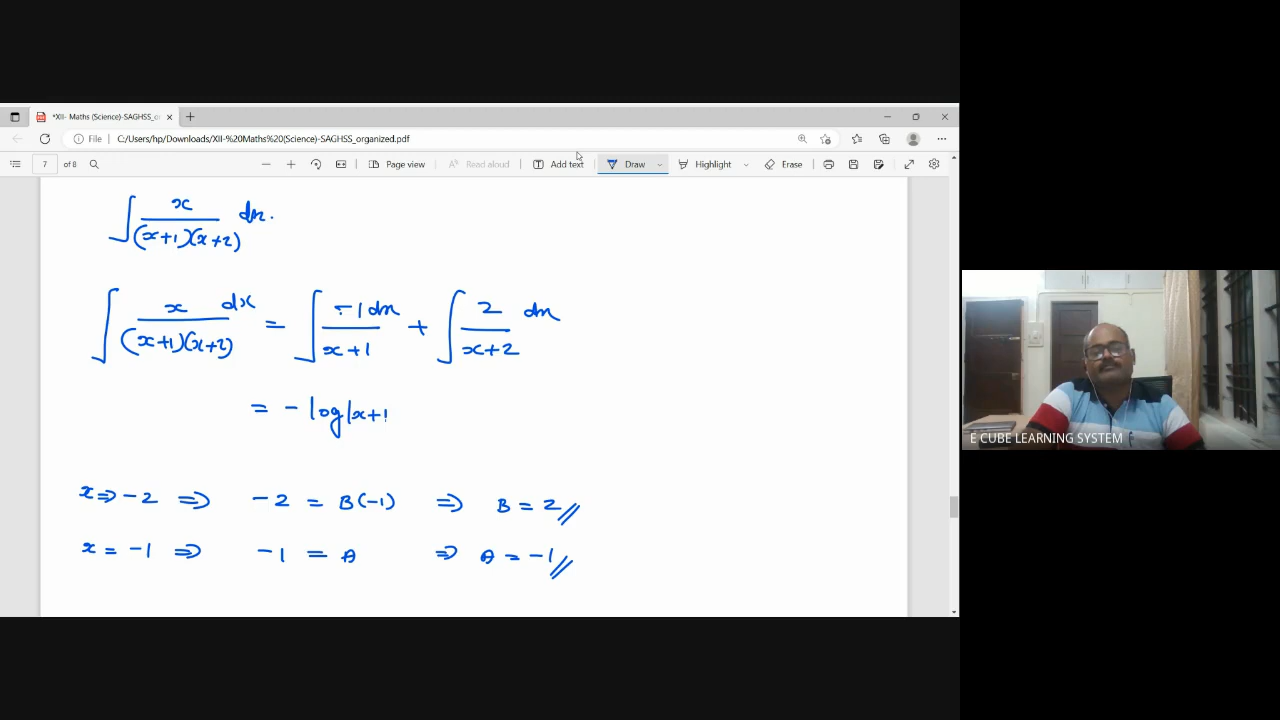 *XII- Maths (Science)-SAGHSS_or
File C:/Users/hp/Downloads/XII-%20Maths%20(Science)-SAGHSS_organized.pdf
7 of 8 Page view Read aloud Add text Draw Highlight Erase
∫ x/(x+1)(x+2) dx.
∫ x dx/(x+1)(x+2) = ∫ -1 dx/x+1 + ∫ 2/x+2 dx
= - log|x+1
x ⇒ -2 ⇒ -2 = B(-1) ⇒ B = 2 //
x = -1 ⇒ -1 = A ⇒ A = -1 //
E CUBE LEARNING SYSTEM